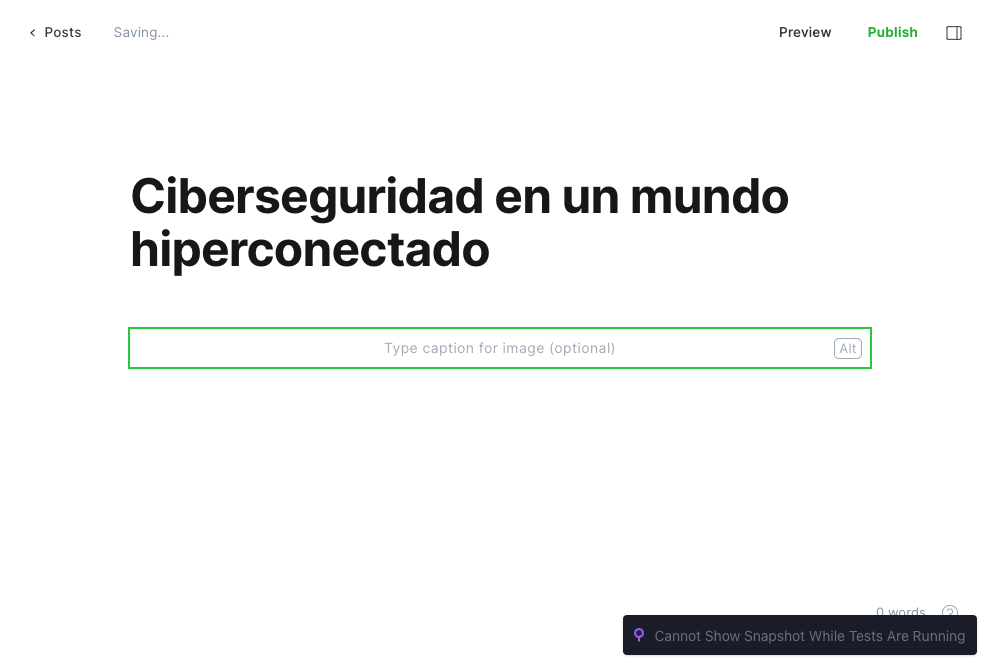 Posts
Saving...
Preview
Publish
Ciberseguridad en un mundo
hiperconectado
Type caption for image (optional)
Alt
0 words
?
Cannot Show Snapshot While Tests Are Running